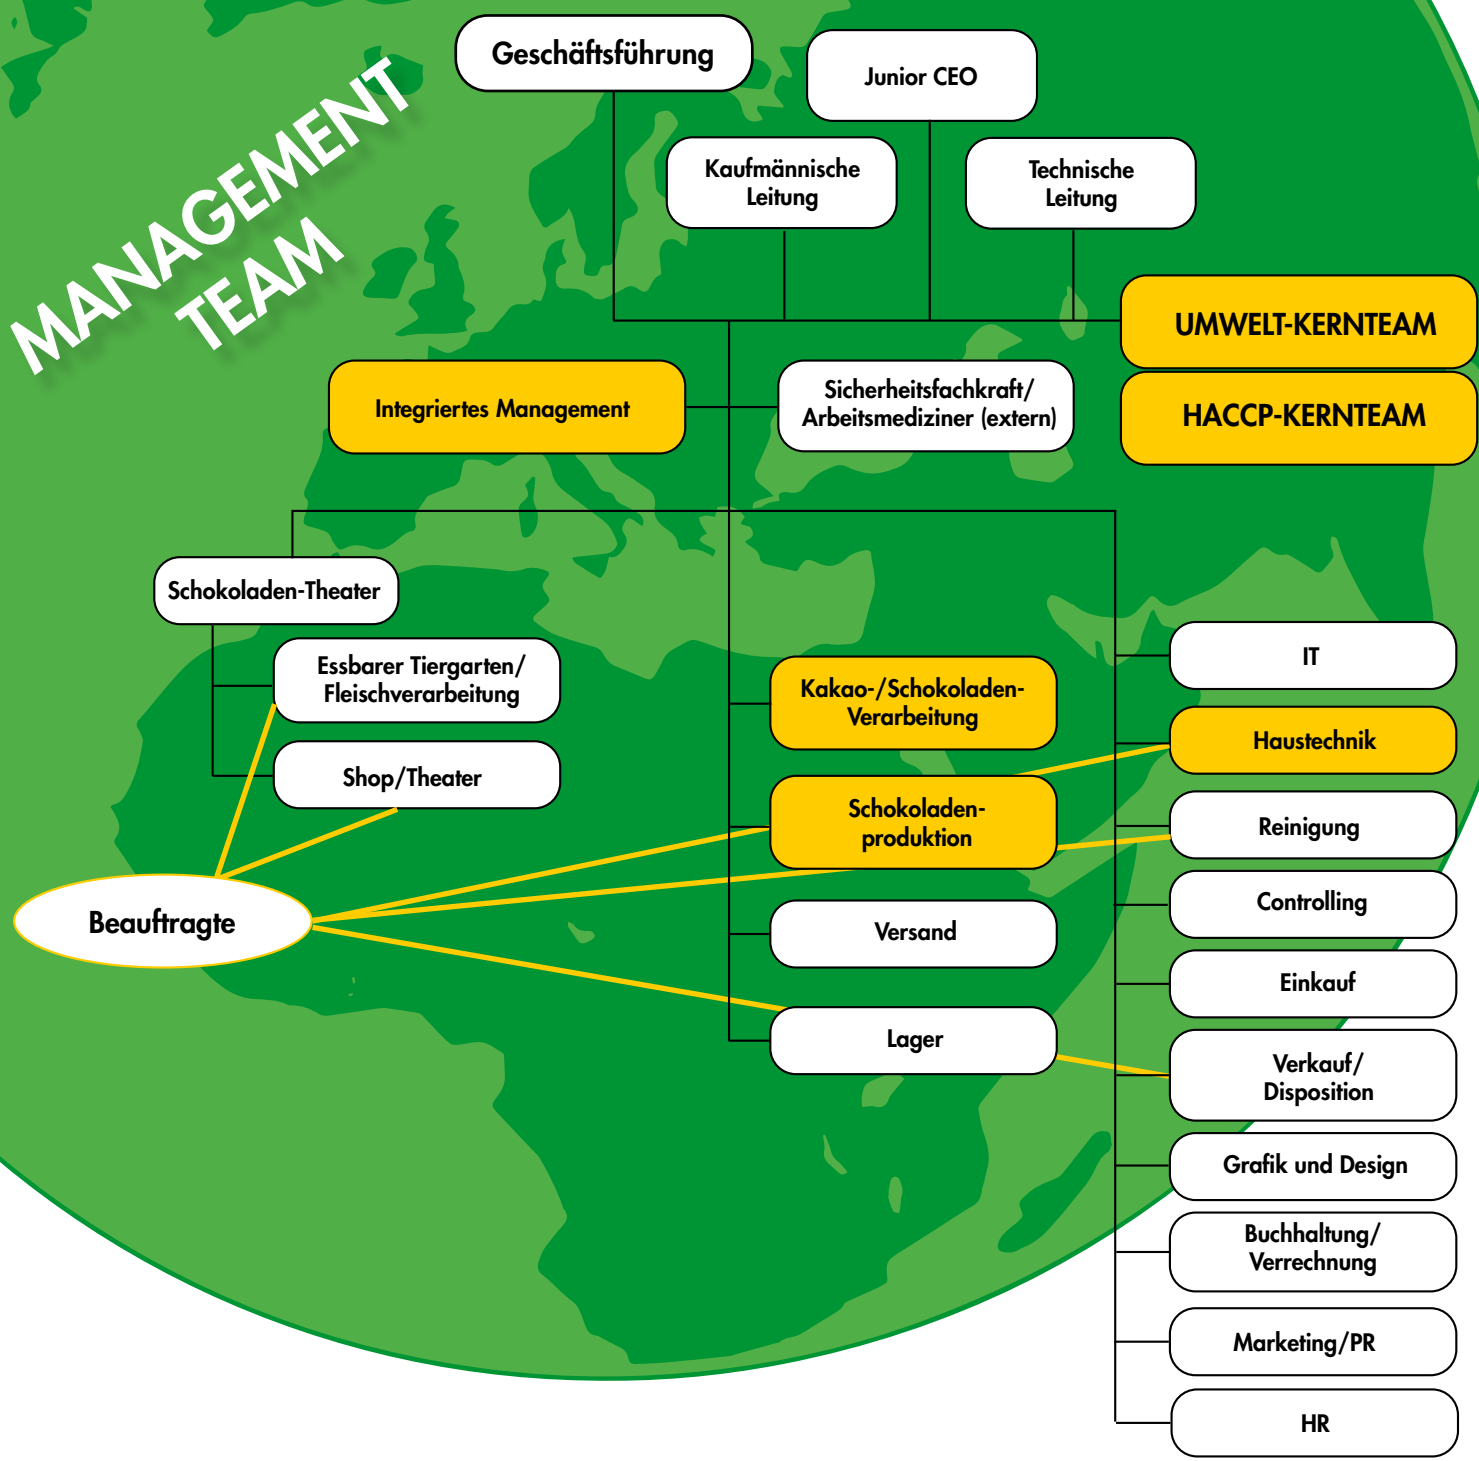 MANAGEMENT
TEAM
Geschäftsführung
Junior CEO
Kaufmännische
Leitung
Technische
Leitung
UMWELT-KERNTEAM
HACCP-KERNTEAM
Integriertes Management
Sicherheitsfachkraft/
Arbeitsmediziner (extern)
Schokoladen-Theater
Essbarer Tiergarten/
Fleischverarbeitung
Shop/Theater
Beauftragte
Kakao-/Schokoladen-
Verarbeitung
Schokoladen-
produktion
Versand
Lager
IT
Haustechnik
Reinigung
Controlling
Einkauf
Verkauf/
Disposition
Grafik und Design
Buchhaltung/
Verrechnung
Marketing/PR
HR